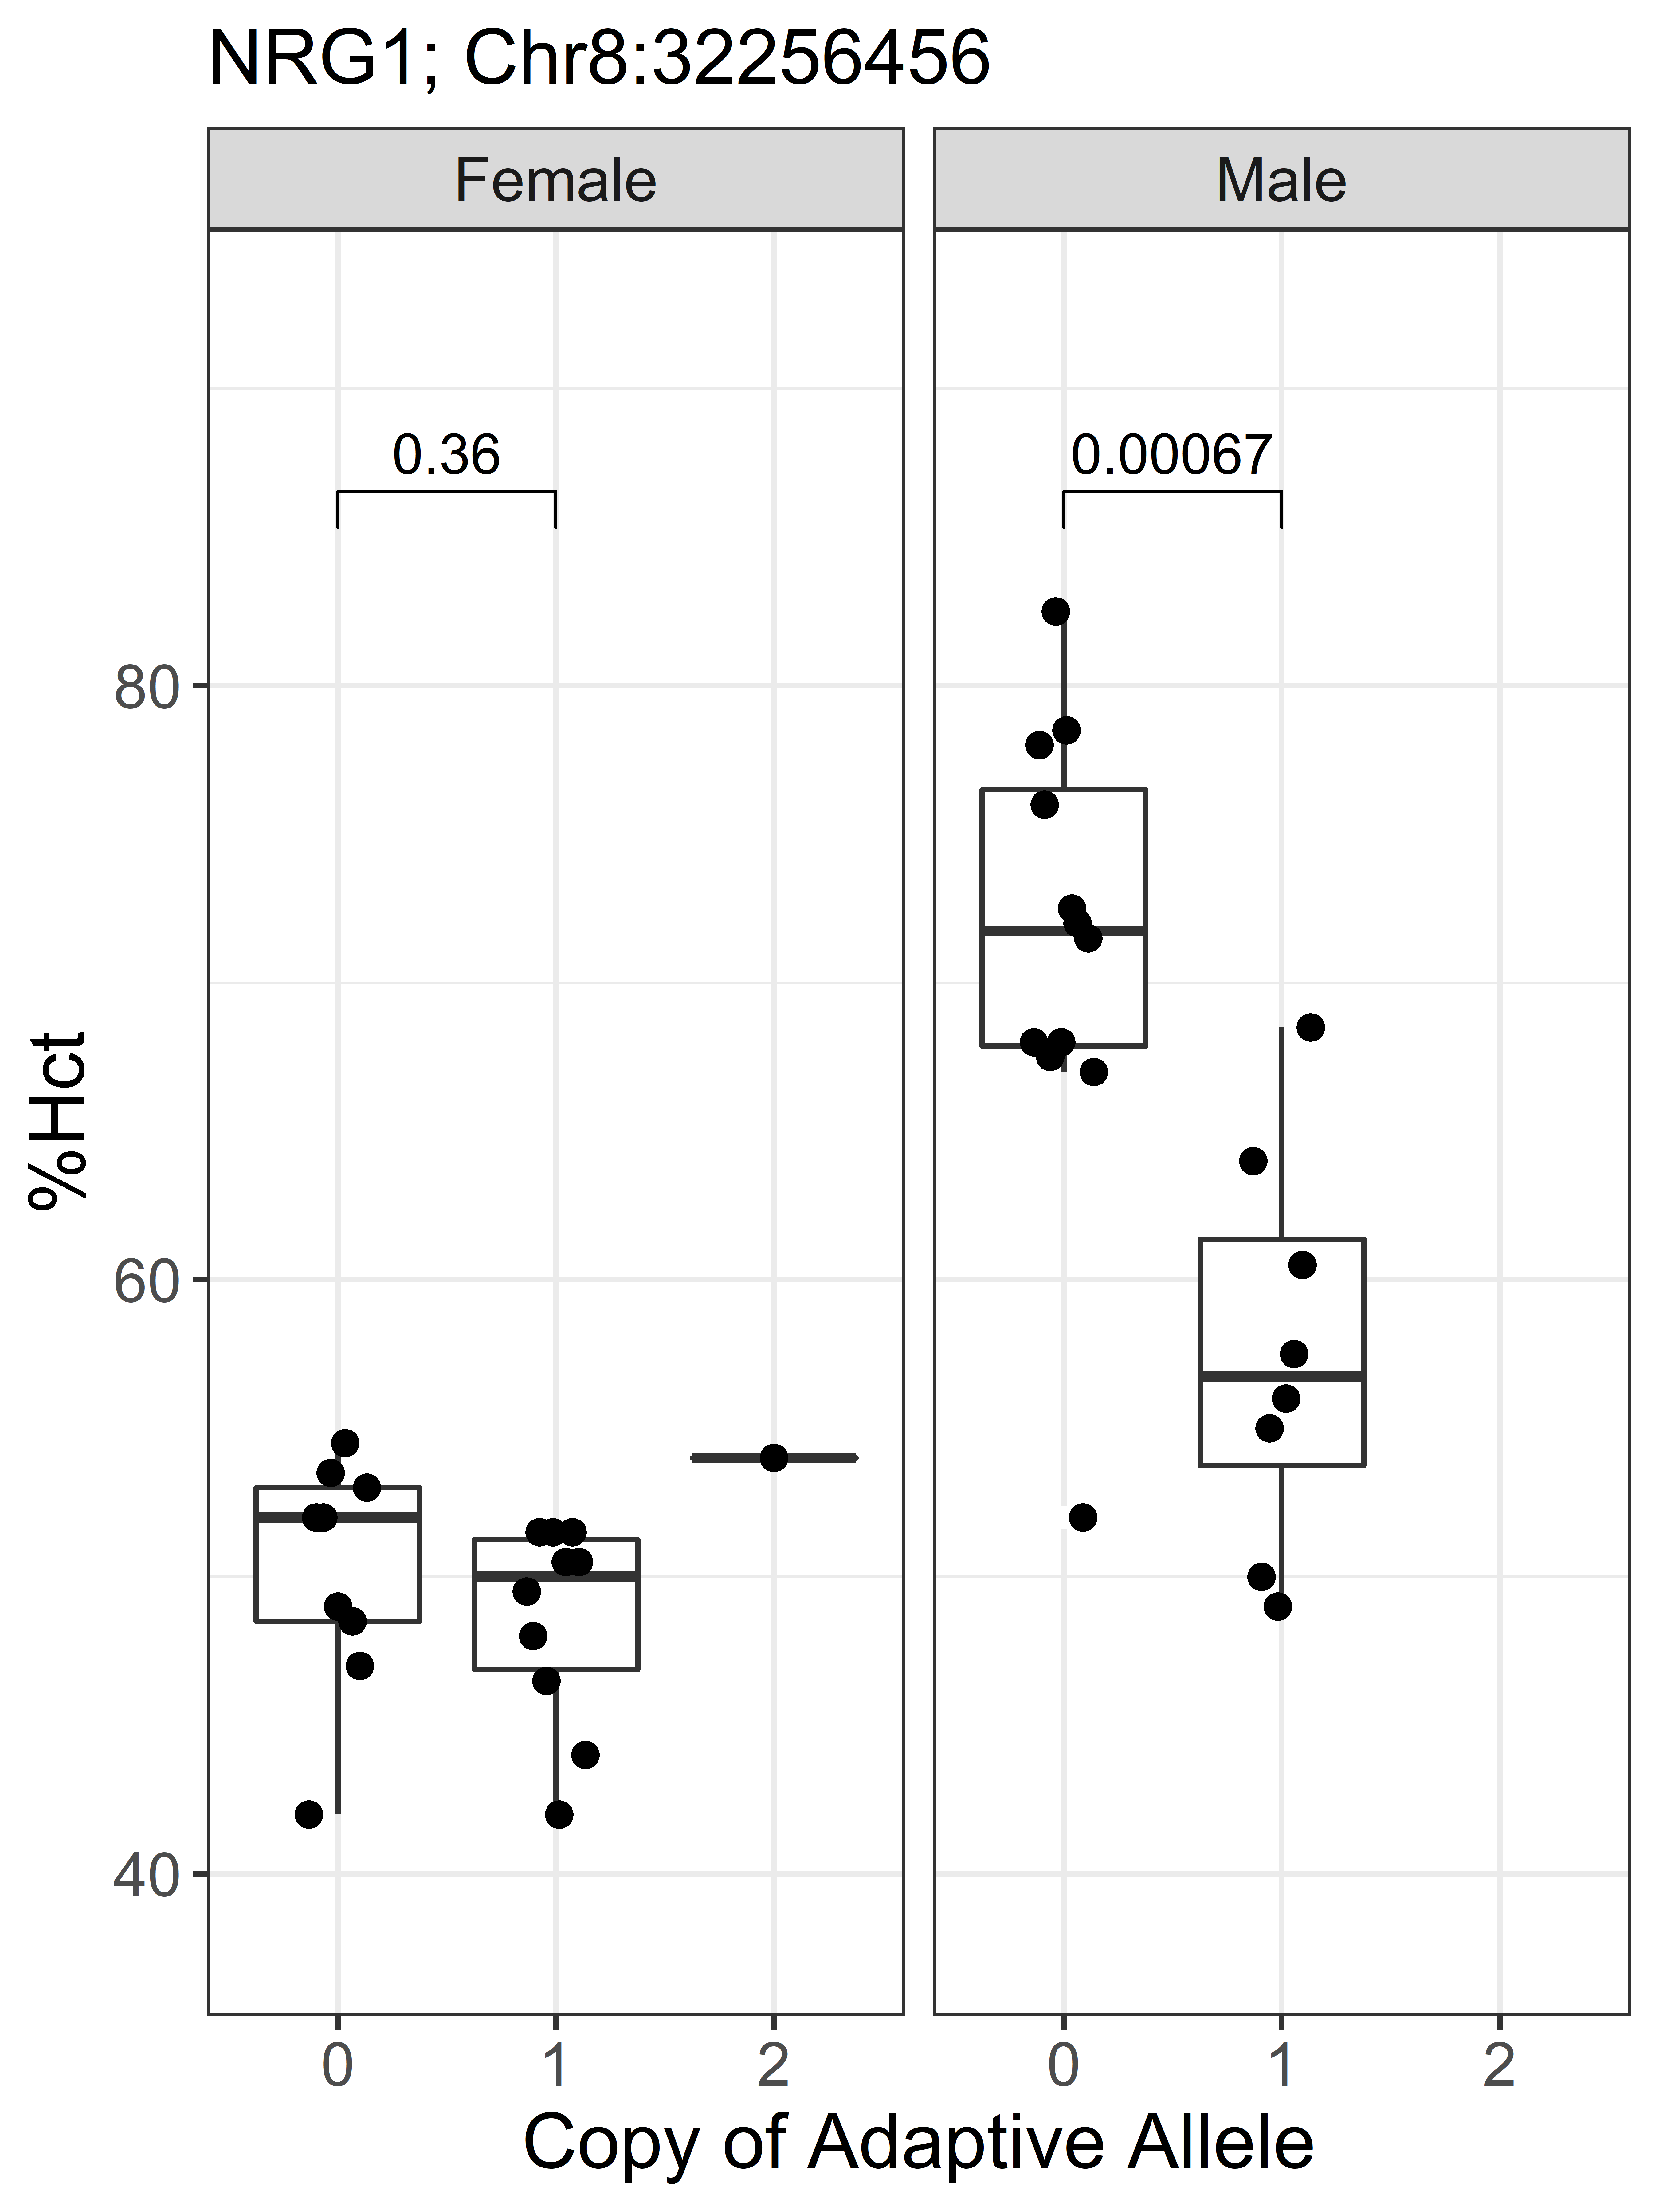 NRG1; Chr8:32256456
Female
Male
0.36
0.00067
80
60
40
%Hct
0 1 2
0 1 2
Copy of Adaptive Allele